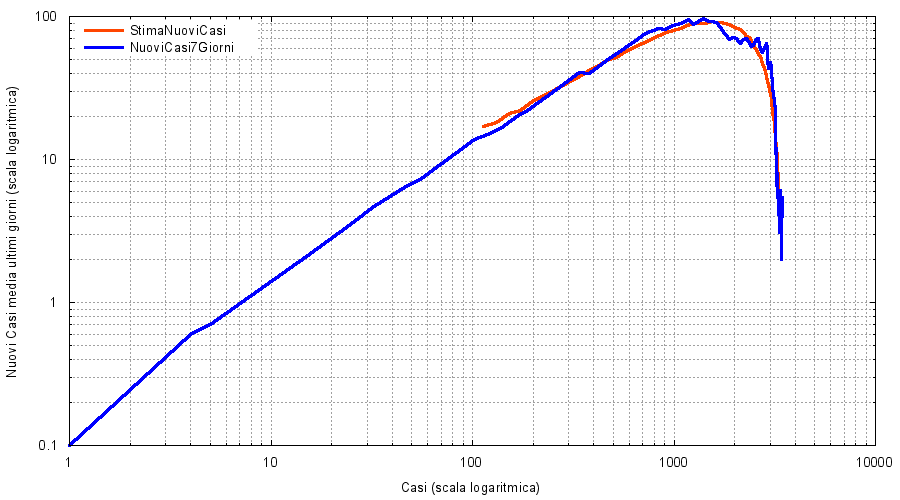 100
StimaNuoviCasi
NuoviCasi7Giorni
10
1
0.1
Nuovi Casi media ultimi giorni (scala logaritmica)
1
10
100
1000
10000
Casi (scala logaritmica)